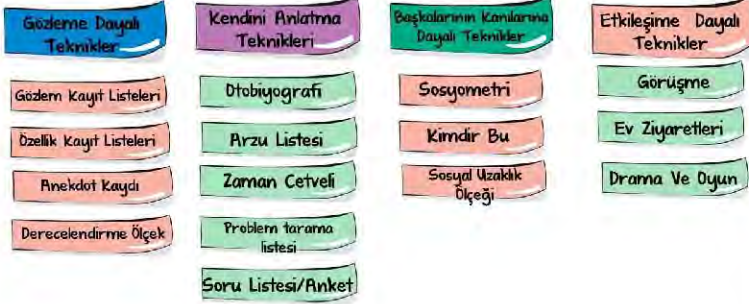 Gözleme Dayalı
Teknikler
Gözlem Kayıt Listeleri
Özellik Kayıt Listeleri
Anekdot Kaydı
Derecelendirme Ölçek
Kendini Anlatma
Teknikleri
Otobiyografi
Arzu Listesi
Zaman Cetveli
Problem tarama
listesi
Soru Listesi/Anket
Başkalarının Kanılarına
Dayalı Teknikler
Sosyometri
Kimdir Bu
Sosyal Uzaklık
Ölçeği
Etkileşime Dayalı
Teknikler
Görüşme
Ev Ziyaretleri
Drama Ve Oyun